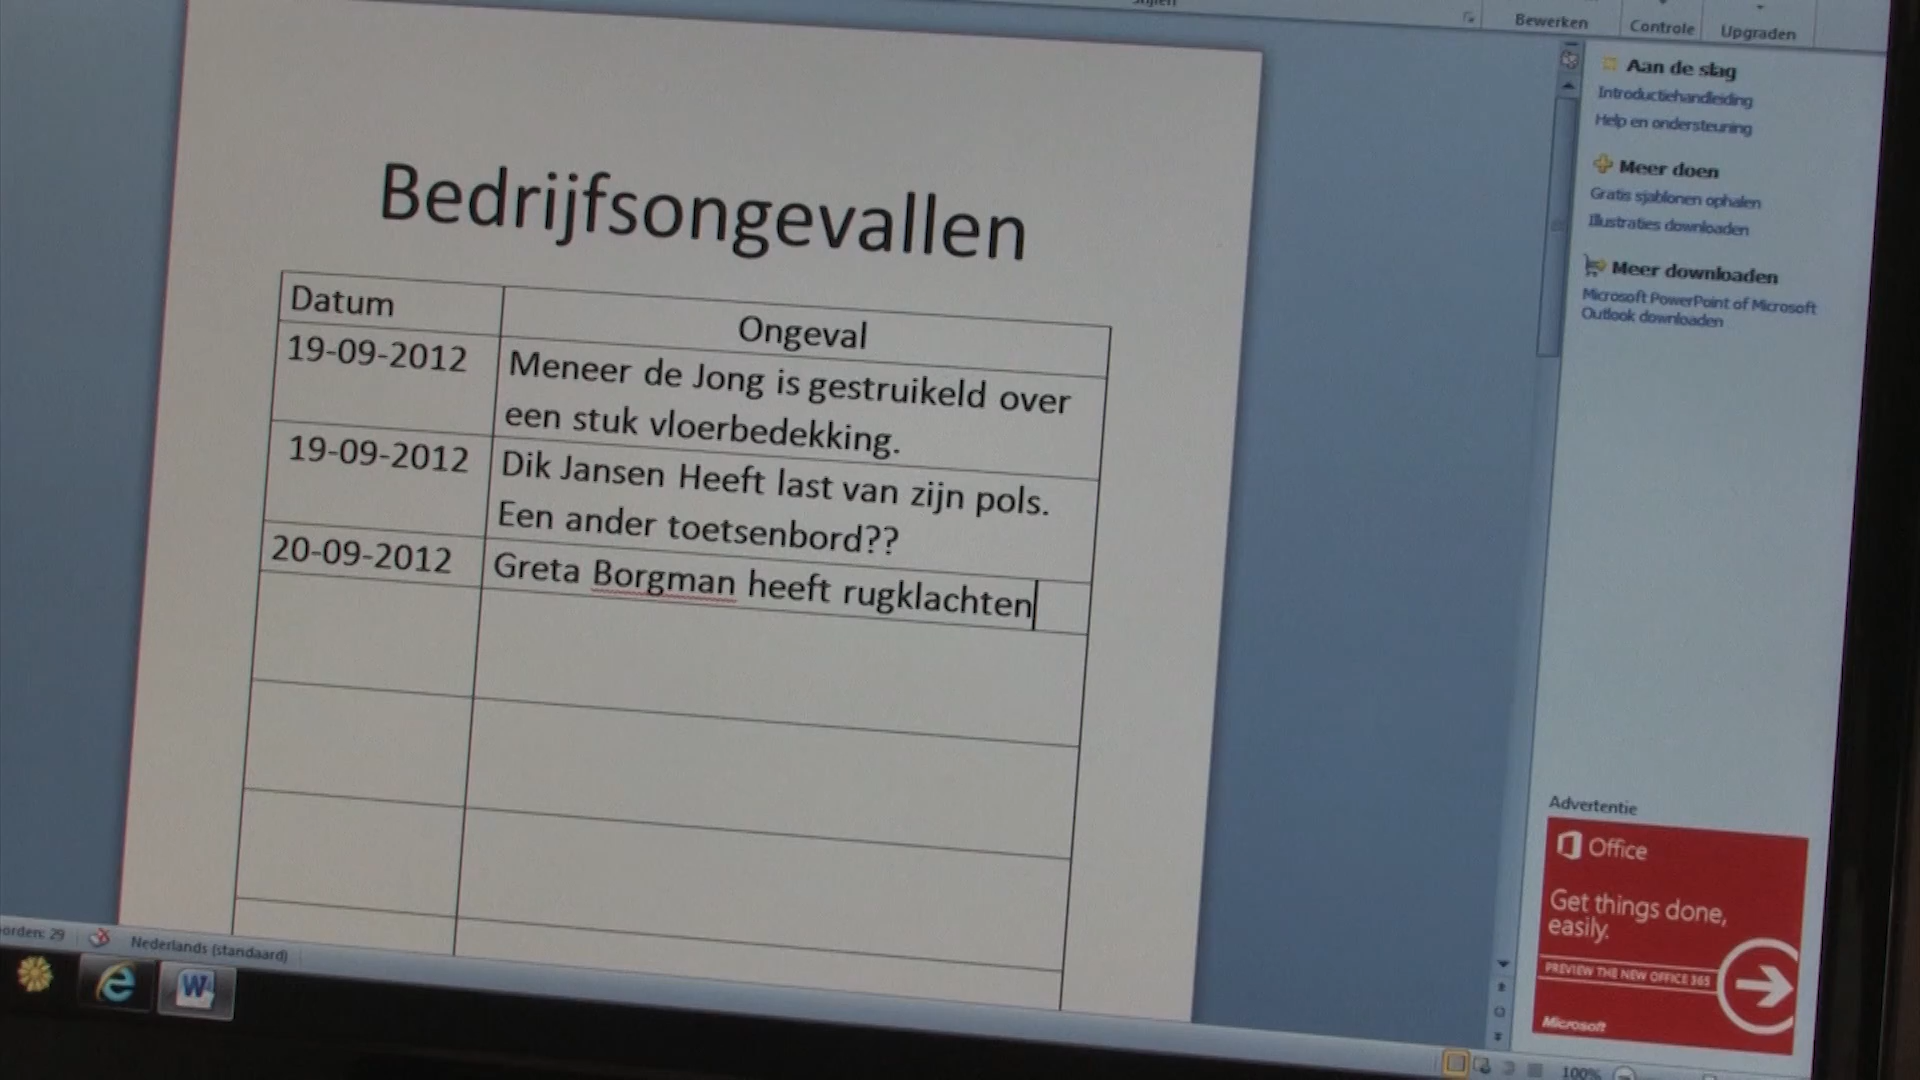 Bewerken
Controle
Upgraden
Bedrijfsongevallen
Datum
Ongeval
19-09-2012
Meneer de Jong is gestruikeld over
een stuk vloerbedekking.
19-09-2012
Dik Jansen Heeft last van zijn pols.
Een ander toetsenbord??
20-09-2012
Greta Borgman heeft rugklachten
Aan de slag
Introductiehandleiding
Help en ondersteuning
Meer doen
Gratis sjablonen ophalen
Illustraties downloaden
Meer downloaden
Microsoft PowerPoint of Microsoft
Outlook downloaden
Advertentie
Office
Get things done,
easily.
PREVIEW THE NEW OFFICE 365
Microsoft
29
Nederlands (standaard)
W
100%